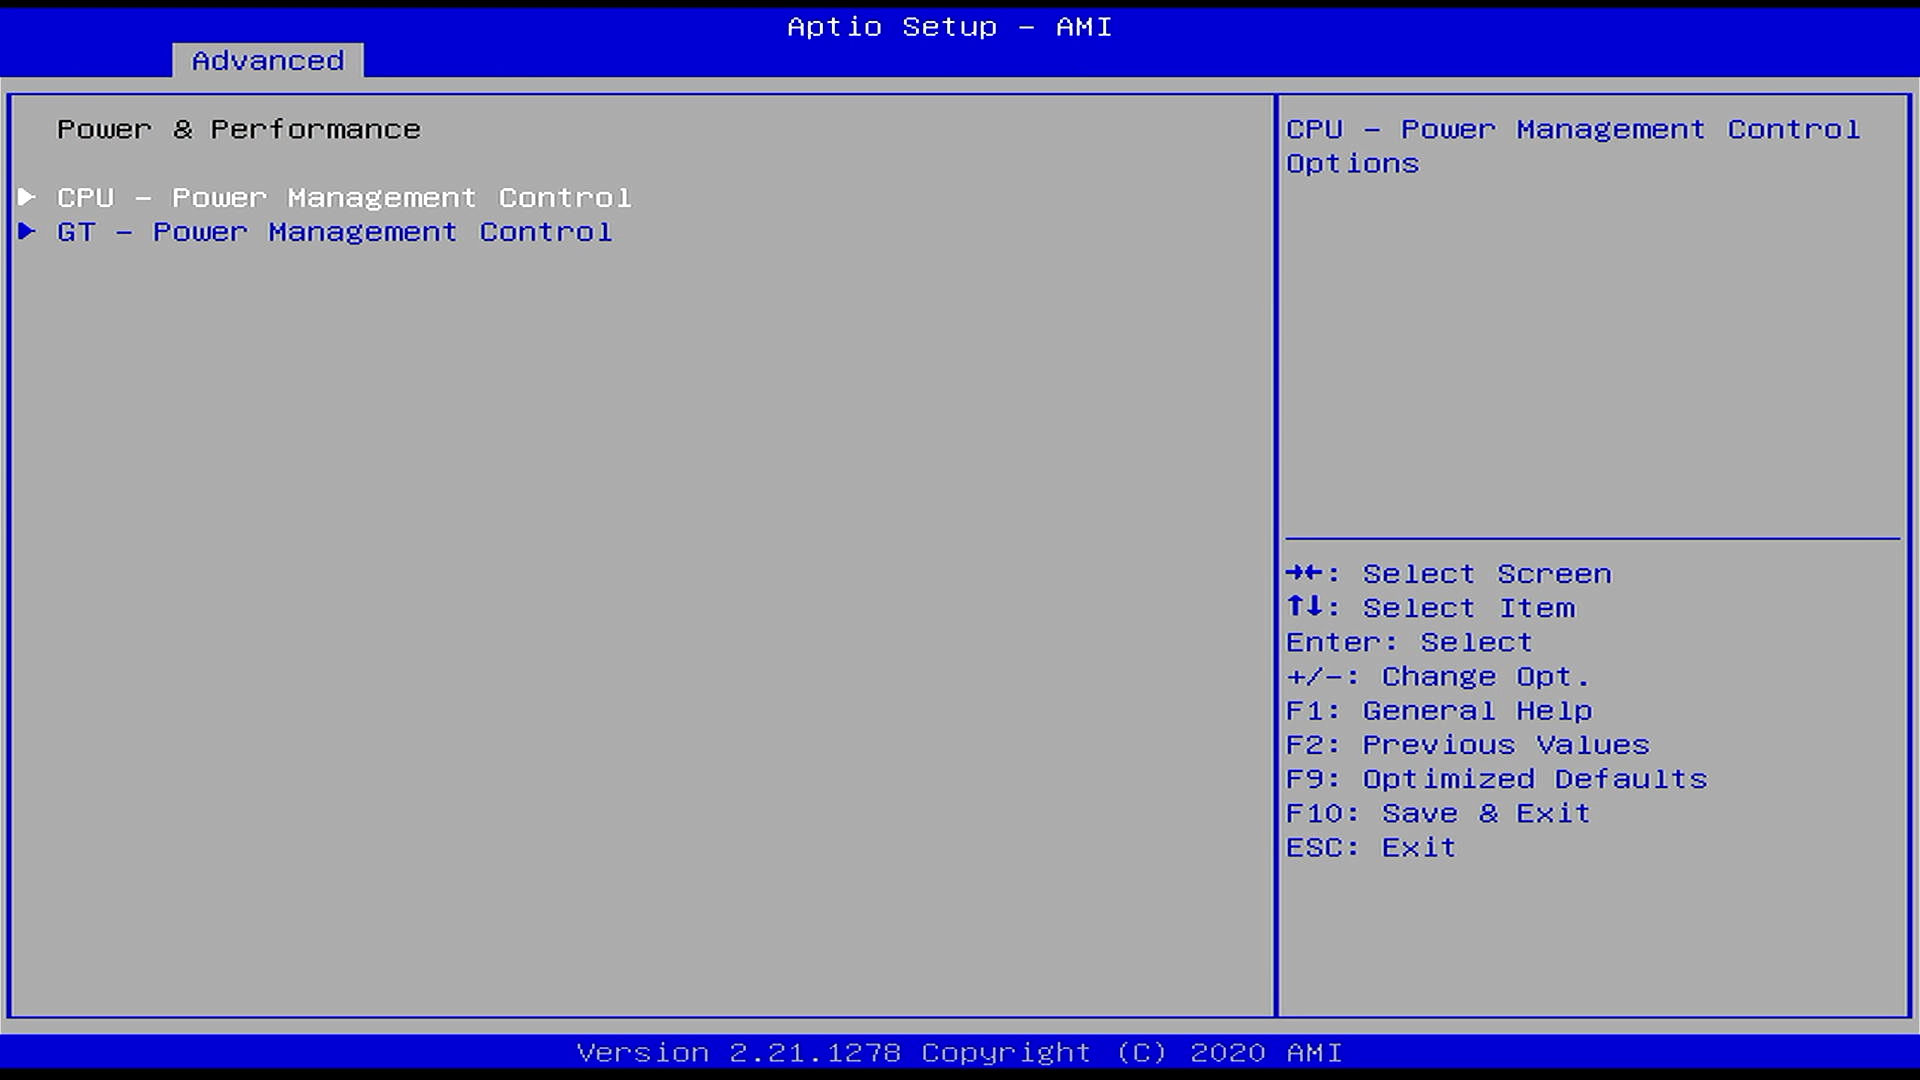 Aptio Setup – AMI
Advanced
Power & Performance
► CPU – Power Management Control
► GT – Power Management Control
CPU – Power Management Control
Options
→←: Select Screen
↑↓: Select Item
Enter: Select
+/–: Change Opt.
F1: General Help
F2: Previous Values
F9: Optimized Defaults
F10: Save & Exit
ESC: Exit
Version 2.21.1278 Copyright (C) 2020 AMI